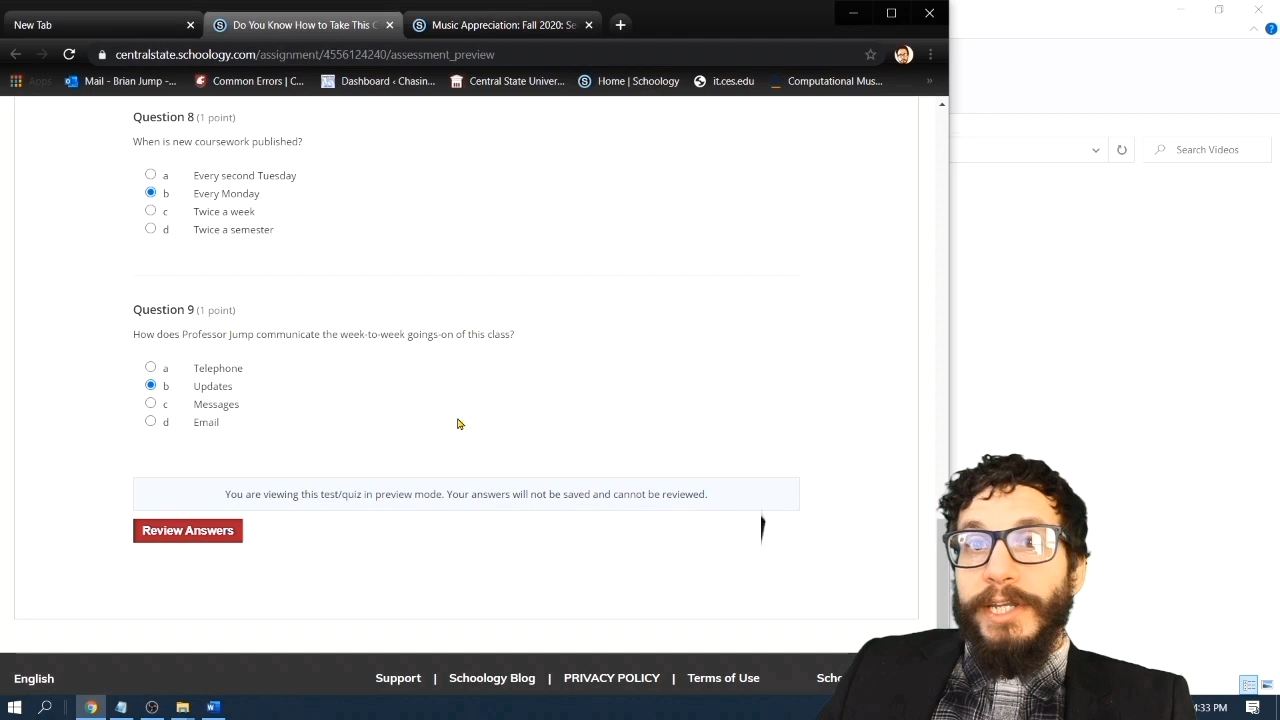 New Tab
Do You Know How to Take This C
Music Appreciation: Fall 2020 Se
centralstate.schoology.com/assignment/4556124240/assessment_preview
Apps
Mail - Brian Jump -...
Common Errors | C...
Dashboard ‹ Chasin...
Central State Univer...
Home | Schoology
it.ces.edu
Computational Mus...
»
Search Videos
Question 8 (1 point)
When is new coursework published?
a Every second Tuesday
b Every Monday
c Twice a week
d Twice a semester
Question 9 (1 point)
How does Professor Jump communicate the week-to-week goings-on of this class?
a Telephone
b Updates
c Messages
d Email
You are viewing this test/quiz in preview mode. Your answers will not be saved and cannot be reviewed.
Review Answers
English
Support | Schoology Blog | PRIVACY POLICY | Terms of Use
Scho
4:33 PM